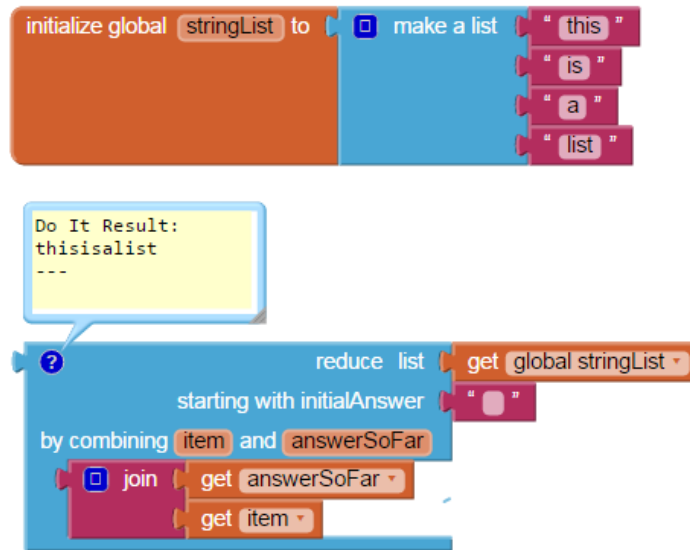 initialize global stringList to make a list " this "
" is "
" a "
" list "
Do It Result:
thisisalist
---
? reduce list get global stringList
starting with initialAnswer " "
by combining item and answerSoFar
join get answerSoFar
get item